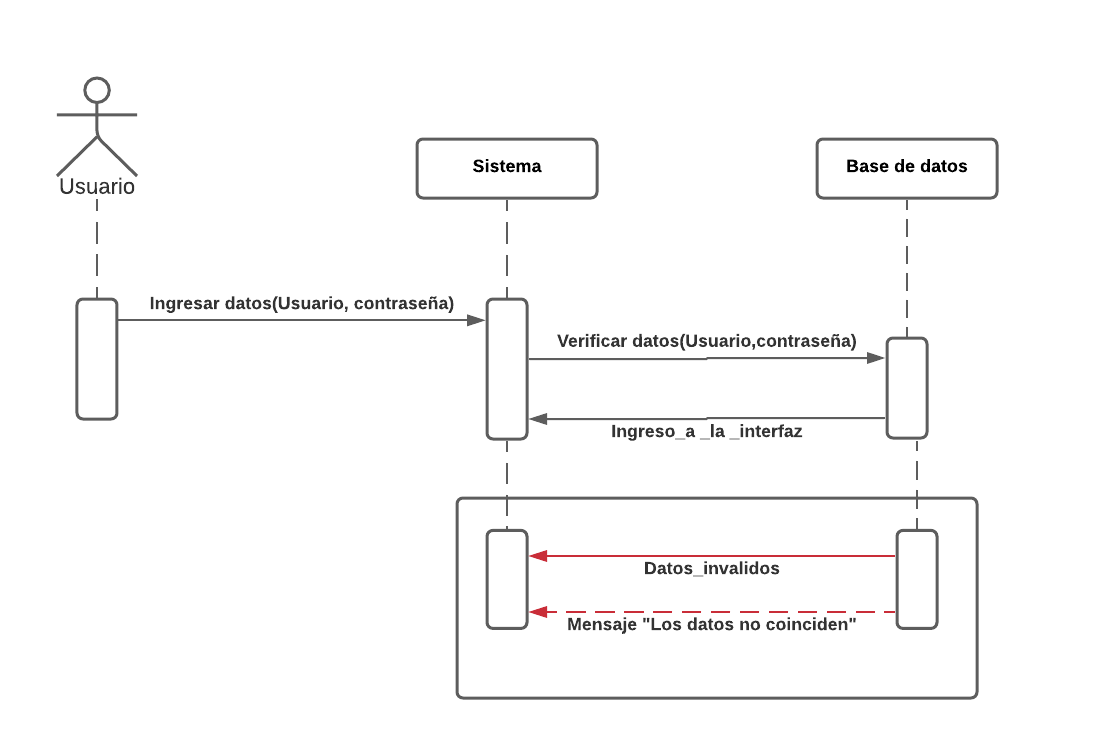 Usuario
Sistema
Base de datos
Ingresar datos(Usuario, contraseña)
Verificar datos(Usuario,contraseña)
Ingreso_a _la _interfaz
Datos_invalidos
Mensaje "Los datos no coinciden"